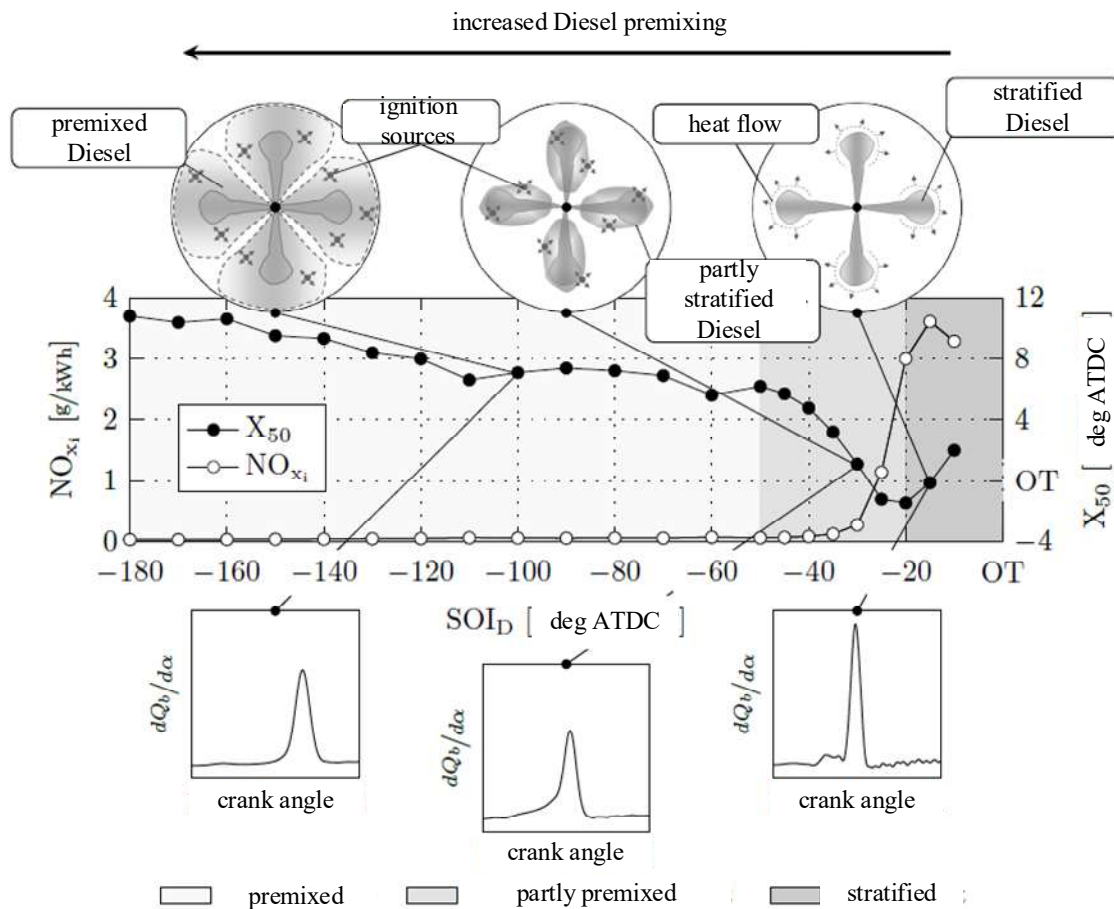 increased Diesel premixing
premixed
Diesel
ignition
sources
heat flow
stratified
Diesel
partly
stratified
Diesel
4
3
2
1
0
NOxi [g/kWh]
X50
NOxi
12
8
4
OT
−4
X50 [ deg ATDC ]
−180 −160 −140 −120 −100 −80 −60 −40 −20 OT
SOID [ deg ATDC ]
dQb/dα
crank angle
dQb/dα
crank angle
dQb/dα
crank angle
premixed partly premixed stratified